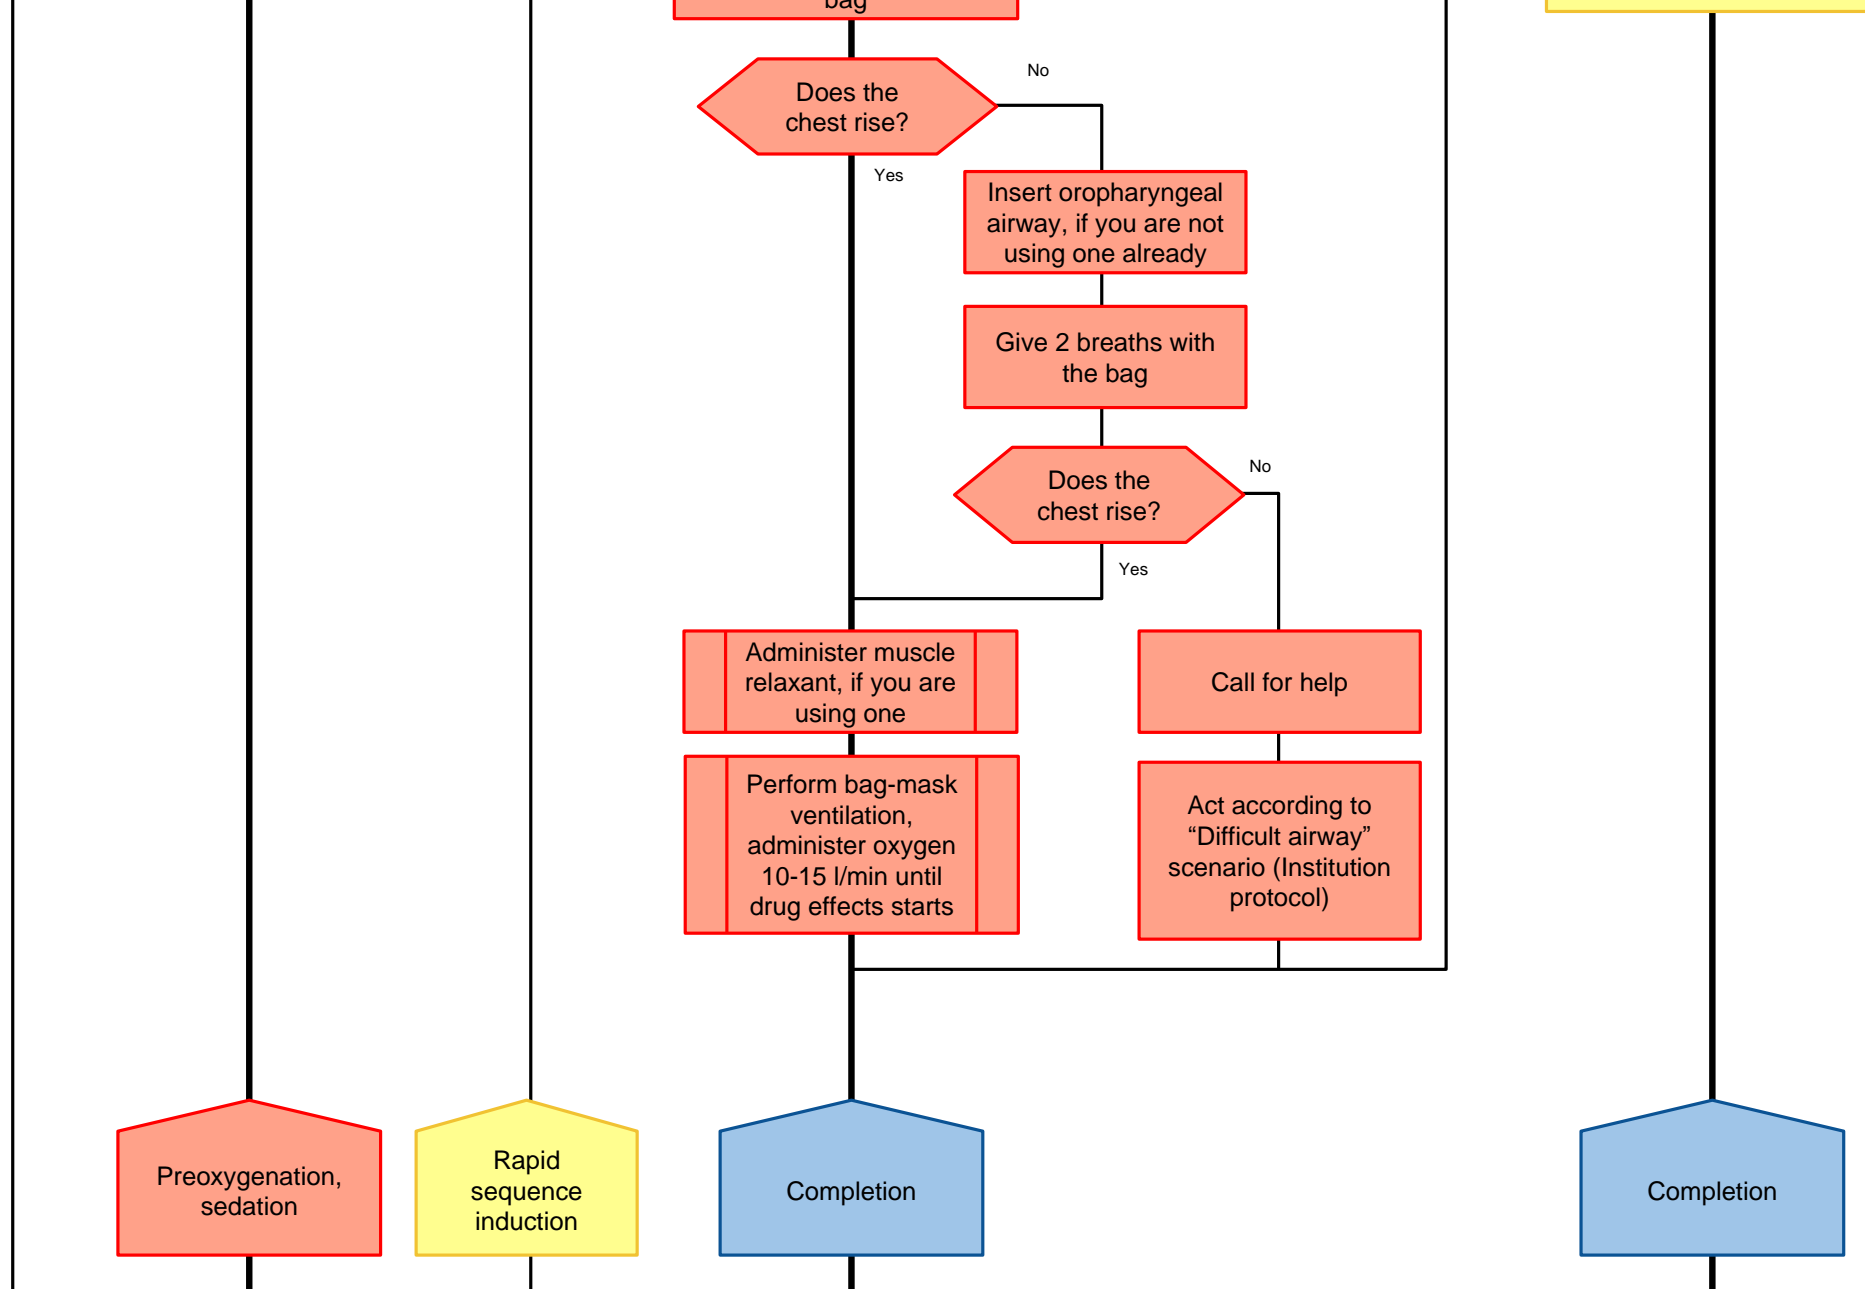 bag
Does the
chest rise?
No
Yes
Insert oropharyngeal
airway, if you are not
using one already
Give 2 breaths with
the bag
Does the
chest rise?
No
Yes
Administer muscle
relaxant, if you are
using one
Call for help
Perform bag-mask
ventilation,
administer oxygen
10-15 l/min until
drug effects starts
Act according to
“Difficult airway”
scenario (Institution
protocol)
Preoxygenation,
sedation
Rapid
sequence
induction
Completion
Completion